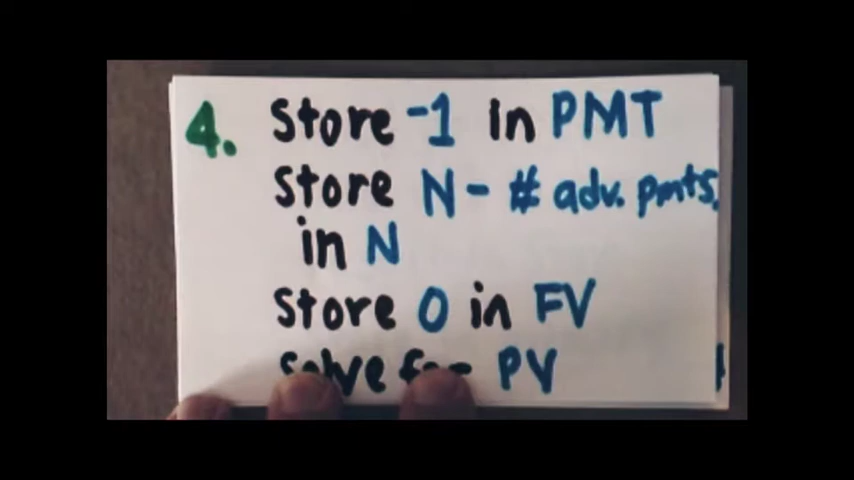 4. Store -1 in PMT
Store N - # adv. pmts.
in N
Store 0 in FV
Solve for PV